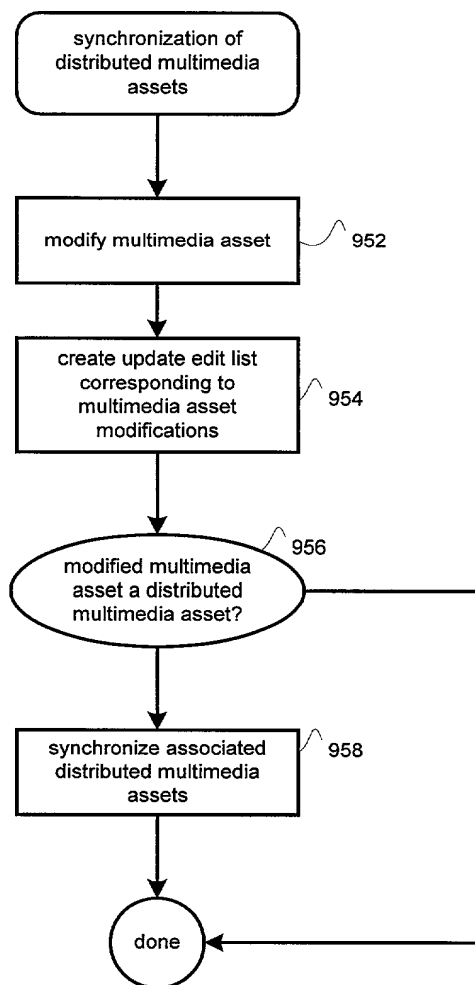 synchronization of
distributed multimedia
assets
modify multimedia asset
952
create update edit list
corresponding to
multimedia asset
modifications
954
956
modified multimedia
asset a distributed
multimedia asset?
synchronize associated
distributed multimedia
assets
958
done